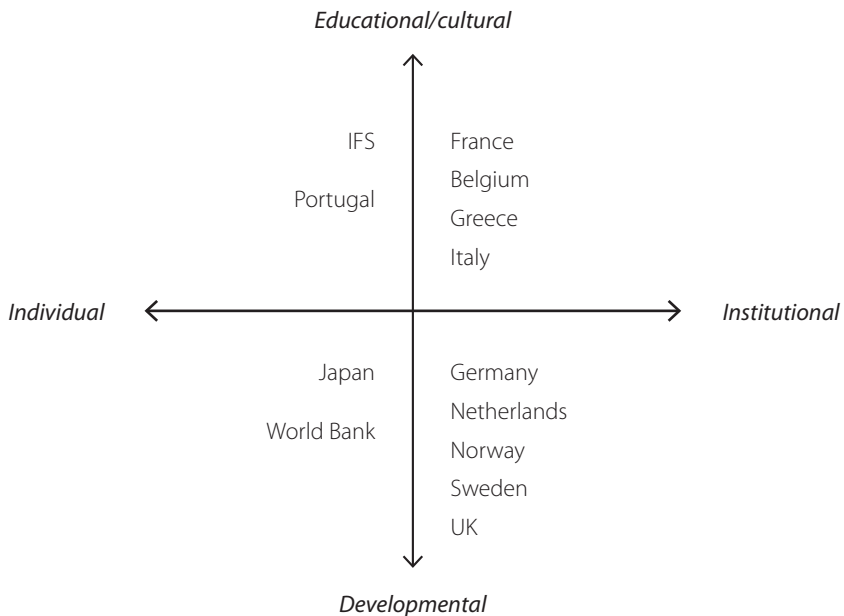 Educational/cultural
IFS
Portugal
France
Belgium
Greece
Italy
Individual
Institutional
Japan
World Bank
Germany
Netherlands
Norway
Sweden
UK
Developmental